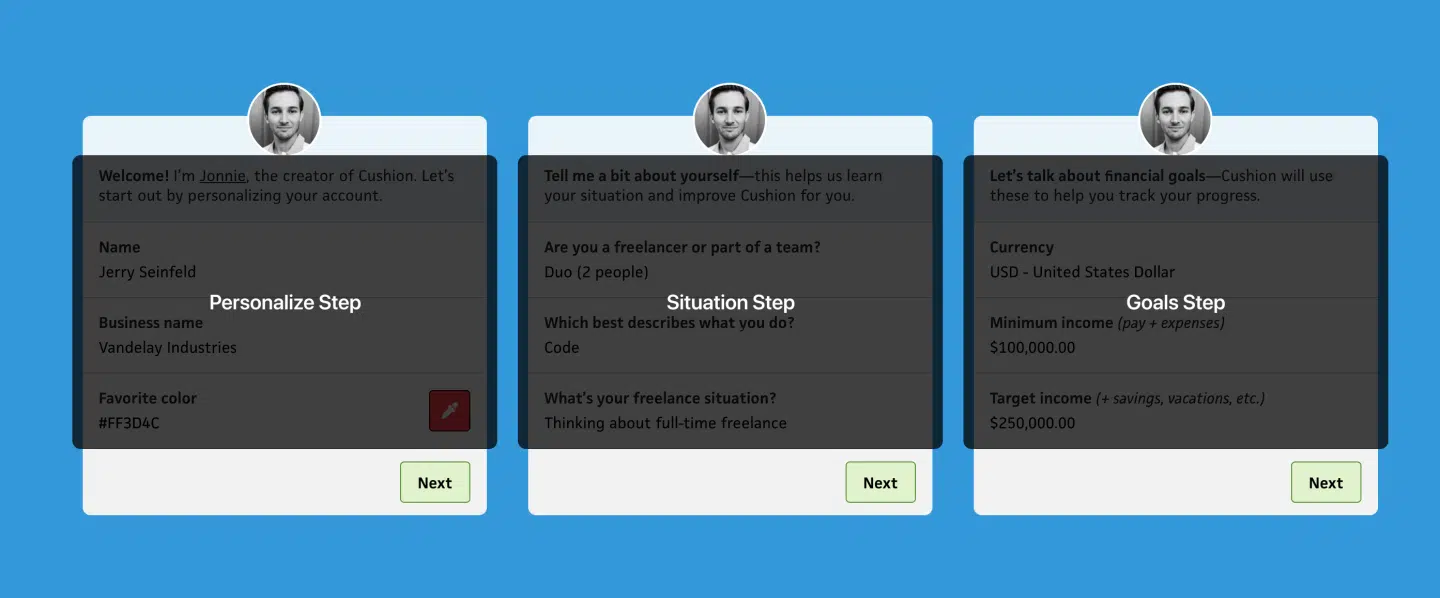 Welcome! I'm Jonnie, the creator of Cushion. Let's
start out by personalizing your account.
Name
Jerry Seinfeld
Personalize Step
Business name
Vandelay Industries
Favorite color
#FF3D4C
Next
Tell me a bit about yourself—this helps us learn
your situation and improve Cushion for you.
Are you a freelancer or part of a team?
Duo (2 people)
Situation Step
Which best describes what you do?
Code
What's your freelance situation?
Thinking about full-time freelance
Next
Let's talk about financial goals—Cushion will use
these to help you track your progress.
Currency
USD - United States Dollar
Goals Step
Minimum income (pay + expenses)
$100,000.00
Target income (+ savings, vacations, etc.)
$250,000.00
Next